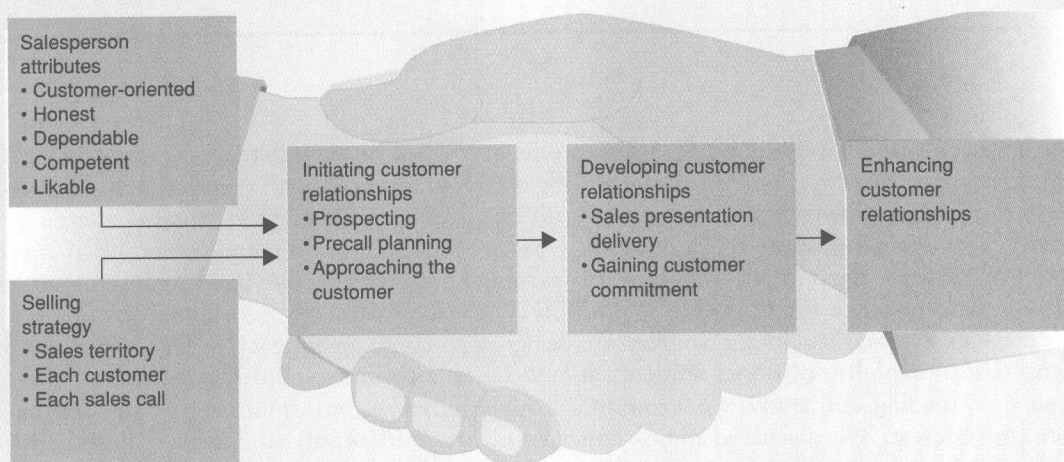 Salesperson
attributes
• Customer-oriented
• Honest
• Dependable
• Competent
• Likable
Selling
strategy
• Sales territory
• Each customer
• Each sales call
Initiating customer
relationships
• Prospecting
• Precall planning
• Approaching the
customer
Developing customer
relationships
• Sales presentation
delivery
• Gaining customer
commitment
Enhancing
customer
relationships